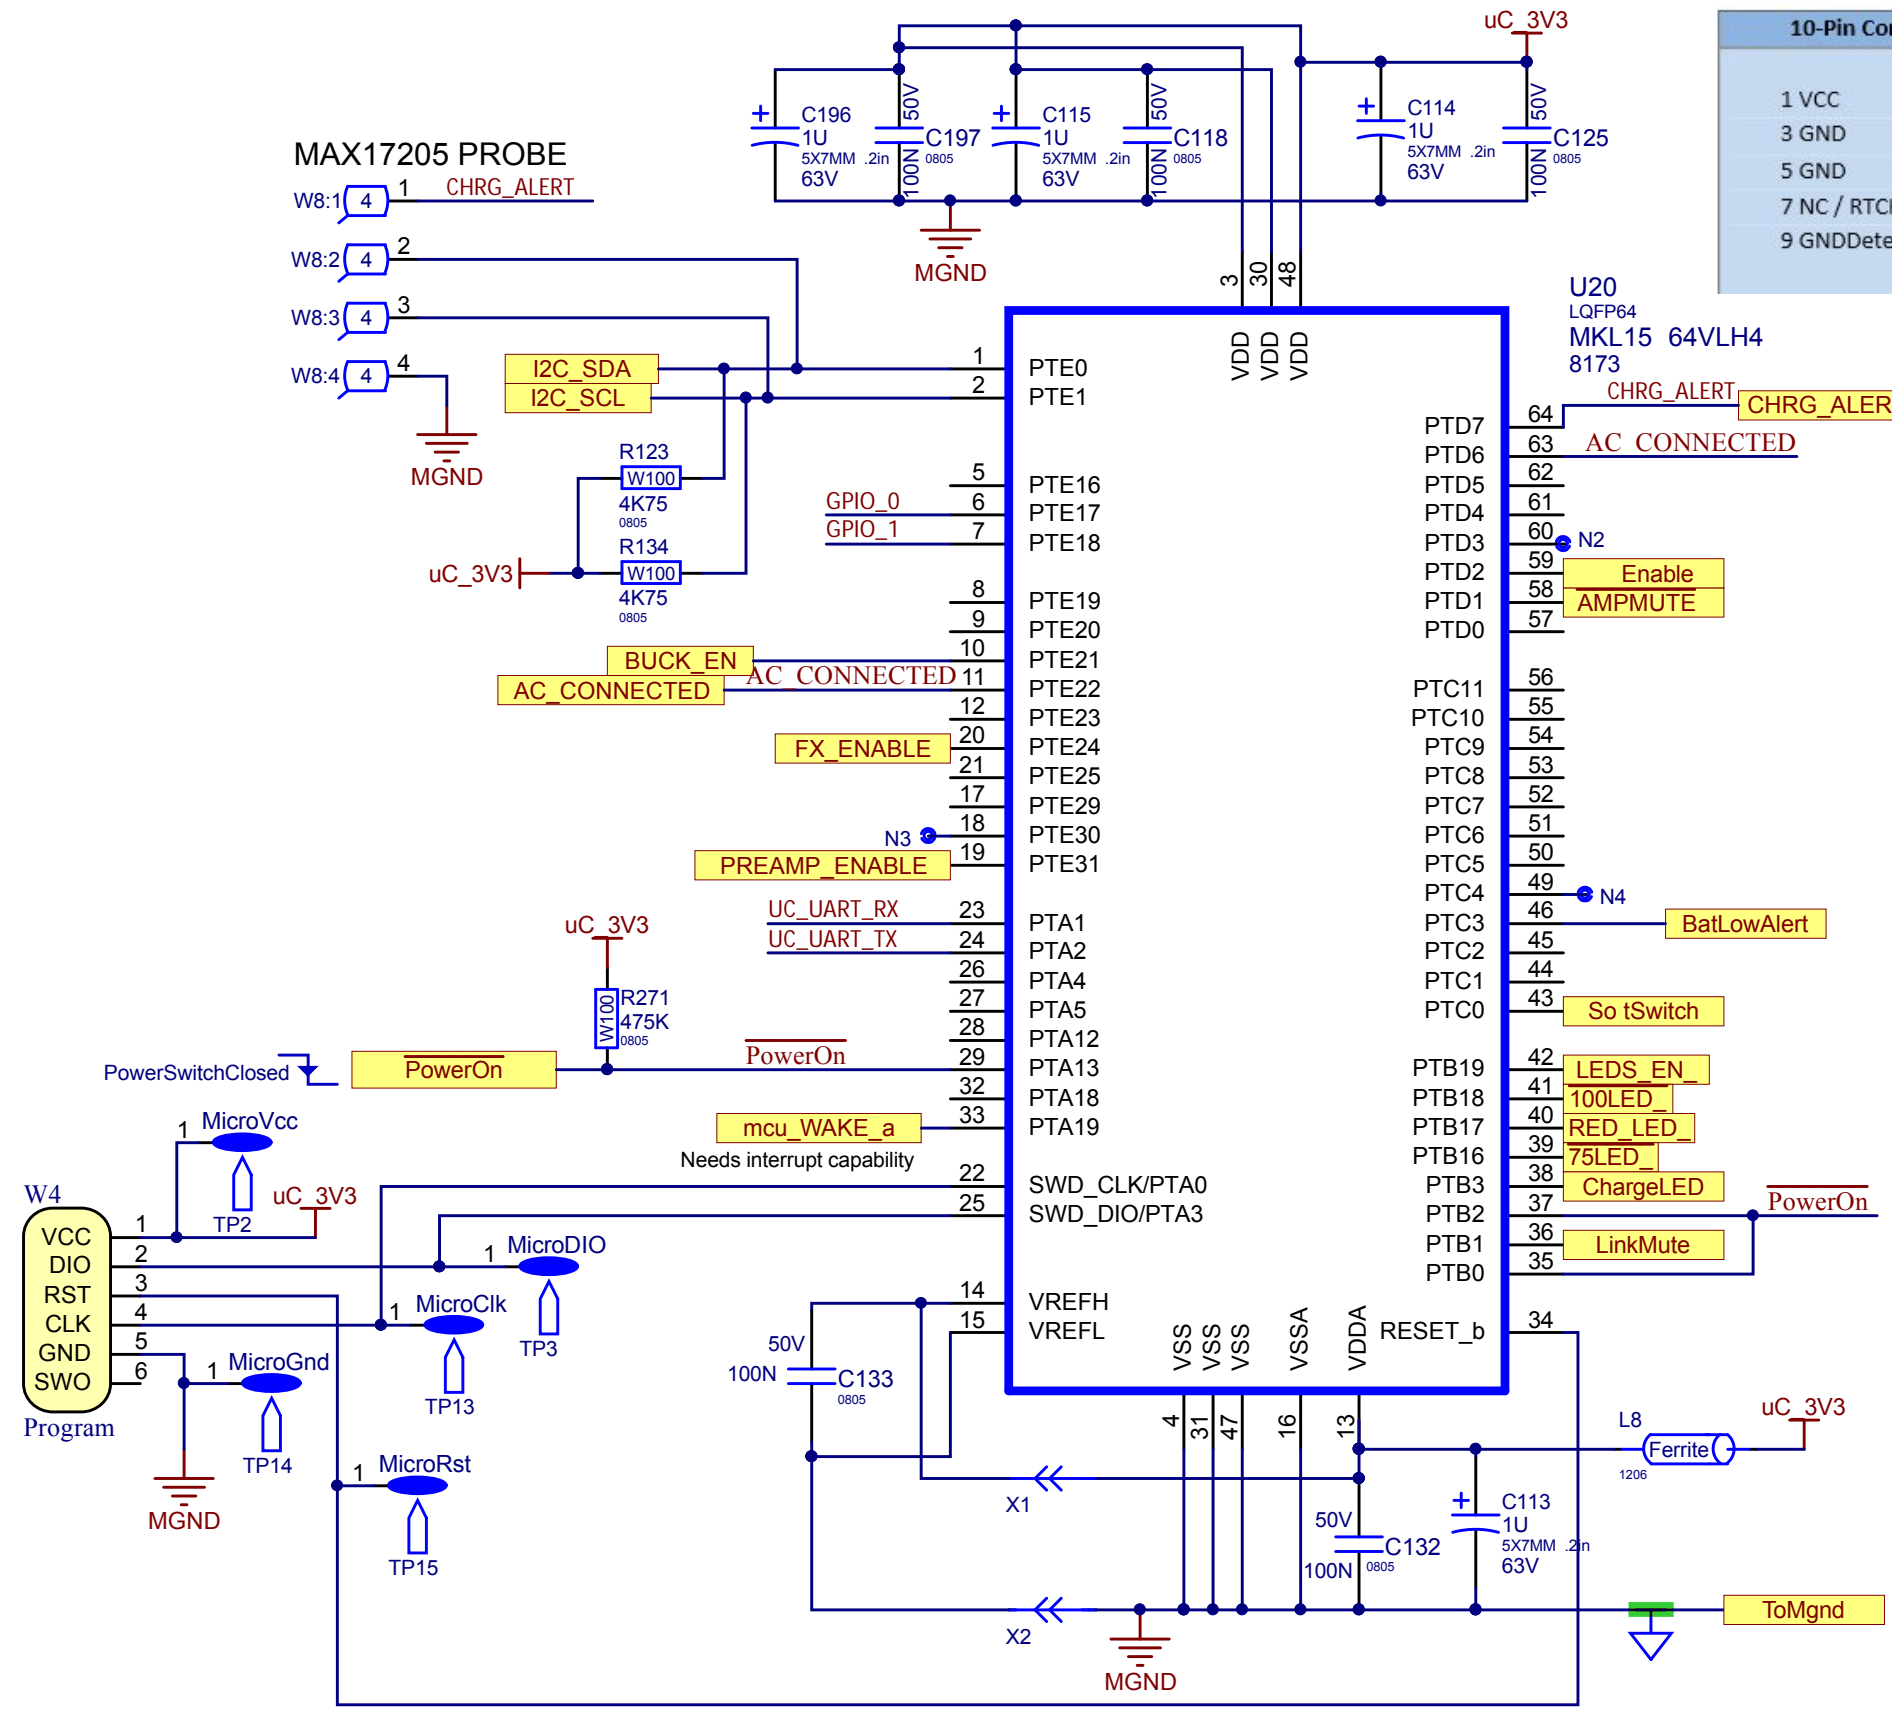 uC_3V3
10-Pin Co
1 VCC
3 GND
5 GND
7 NC / RTC
9 GNDDete
C196
1U
5X7MM .2in
63V
50V
C197
0805
100N
C115
1U
5X7MM .2in
63V
50V
C118
0805
100N
C114
1U
5X7MM .2in
63V
50V
C125
0805
100N
MGND
MAX17205 PROBE
W8:1 4 1 CHRG_ALERT
W8:2 4 2
W8:3 4 3
W8:4 4 4
MGND
I2C_SDA
I2C_SCL
R123
W100
4K75
0805
R134
W100
4K75
0805
uC_3V3
GPIO_0
GPIO_1
BUCK_EN
AC_CONNECTED
AC_CONNECTED
FX_ENABLE
N3
PREAMP_ENABLE
UC_UART_RX
UC_UART_TX
uC_3V3
R271
W100
475K
0805
PowerSwitchClosed
PowerOn
PowerOn
mcu_WAKE_a
Needs interrupt capability
3 VDD
30 VDD
48 VDD
U20
LQFP64
MKL15 64VLH4
8173
1 PTE0
2 PTE1
5 PTE16
6 PTE17
7 PTE18
8 PTE19
9 PTE20
10 PTE21
11 PTE22
12 PTE23
20 PTE24
21 PTE25
17 PTE29
18 PTE30
19 PTE31
23 PTA1
24 PTA2
26 PTA4
27 PTA5
28 PTA12
29 PTA13
32 PTA18
33 PTA19
22 SWD_CLK/PTA0
25 SWD_DIO/PTA3
14 VREFH
15 VREFL
PTD7 64 CHRG_ALERT CHRG_ALER
PTD6 63 AC_CONNECTED
PTD5 62
PTD4 61
PTD3 60 N2
PTD2 59 Enable
PTD1 58 AMPMUTE
PTD0 57
PTC11 56
PTC10 55
PTC9 54
PTC8 53
PTC7 52
PTC6 51
PTC5 50
PTC4 49 N4
PTC3 46 BatLowAlert
PTC2 45
PTC1 44
PTC0 43 So tSwitch
PTB19 42 LEDS_EN_
PTB18 41 100LED_
PTB17 40 RED_LED_
PTB16 39 75LED_
PTB3 38 ChargeLED
PTB2 37 PowerOn
PTB1 36 LinkMute
PTB0 35
RESET_b 34
VSS 4
VSS 31
VSS 47
VSSA 16
VDDA 13
W4
VCC 1
DIO 2
RST 3
CLK 4
GND 5
SWO 6
Program
1 MicroVcc
TP2
uC_3V3
1 MicroDIO
TP3
1 MicroClk
TP13
1 MicroGnd
TP14
MGND
1 MicroRst
TP15
50V
100N
C133
0805
X1
X2
50V
C132
100N
0805
C113
1U
5X7MM .2in
63V
L8
Ferrite
1206
uC_3V3
MGND
ToMgnd